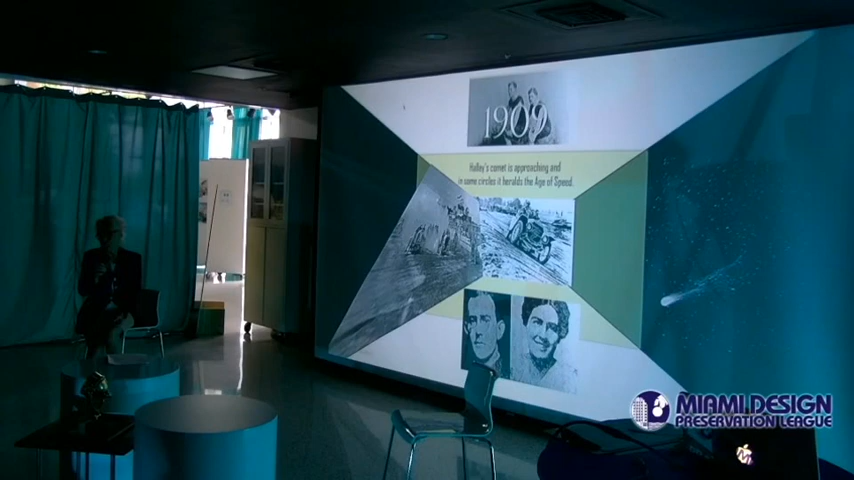 1909
Halley's comet is approaching and
in some circles it heralds the Age of Speed.
MIAMI DESIGN
PRESERVATION LEAGUE